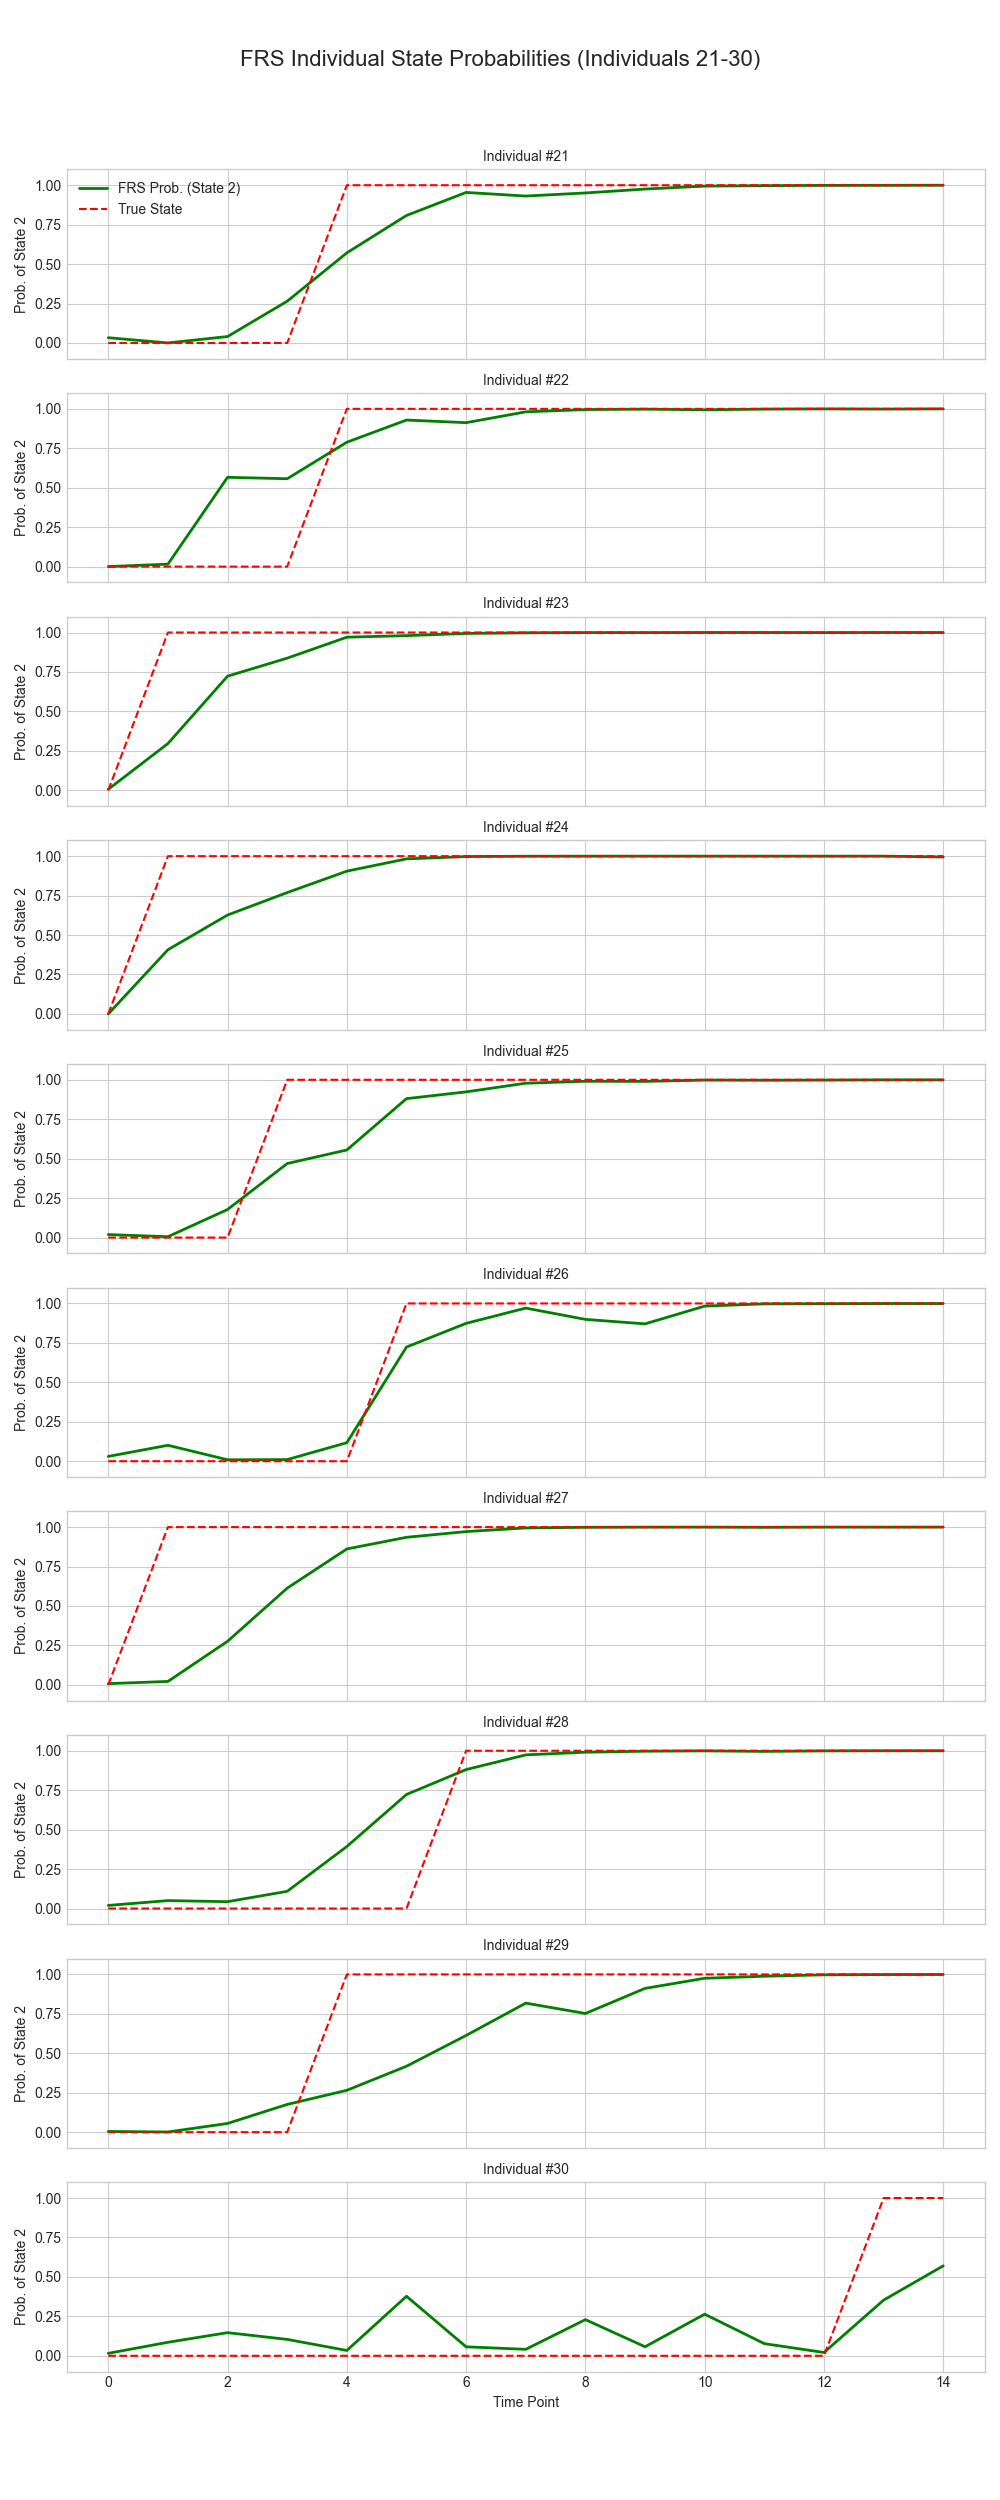 FRS Individual State Probabilities (Individuals 21-30)
Individual #21
FRS Prob. (State 2)
True State
Prob. of State 2
1.00
0.75
0.50
0.25
0.00
Individual #22
Prob. of State 2
1.00
0.75
0.50
0.25
0.00
Individual #23
Prob. of State 2
1.00
0.75
0.50
0.25
0.00
Individual #24
Prob. of State 2
1.00
0.75
0.50
0.25
0.00
Individual #25
Prob. of State 2
1.00
0.75
0.50
0.25
0.00
Individual #26
Prob. of State 2
1.00
0.75
0.50
0.25
0.00
Individual #27
Prob. of State 2
1.00
0.75
0.50
0.25
0.00
Individual #28
Prob. of State 2
1.00
0.75
0.50
0.25
0.00
Individual #29
Prob. of State 2
1.00
0.75
0.50
0.25
0.00
Individual #30
Prob. of State 2
1.00
0.75
0.50
0.25
0.00
0 2 4 6 8 10 12 14
Time Point